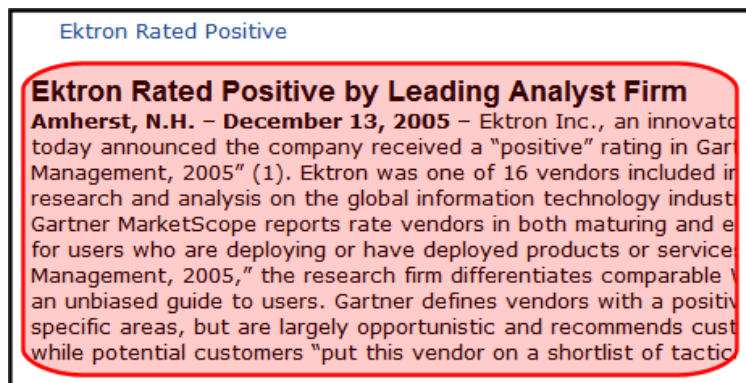 Ektron Rated Positive
Ektron Rated Positive by Leading Analyst Firm
Amherst, N.H. – December 13, 2005 – Ektron Inc., an innovato
today announced the company received a “positive” rating in Gar
Management, 2005” (1). Ektron was one of 16 vendors included in
research and analysis on the global information technology indust
Gartner MarketScope reports rate vendors in both maturing and e
for users who are deploying or have deployed products or service
Management, 2005,” the research firm differentiates comparable
an unbiased guide to users. Gartner defines vendors with a positiv
specific areas, but are largely opportunistic and recommends cust
while potential customers “put this vendor on a shortlist of tactic